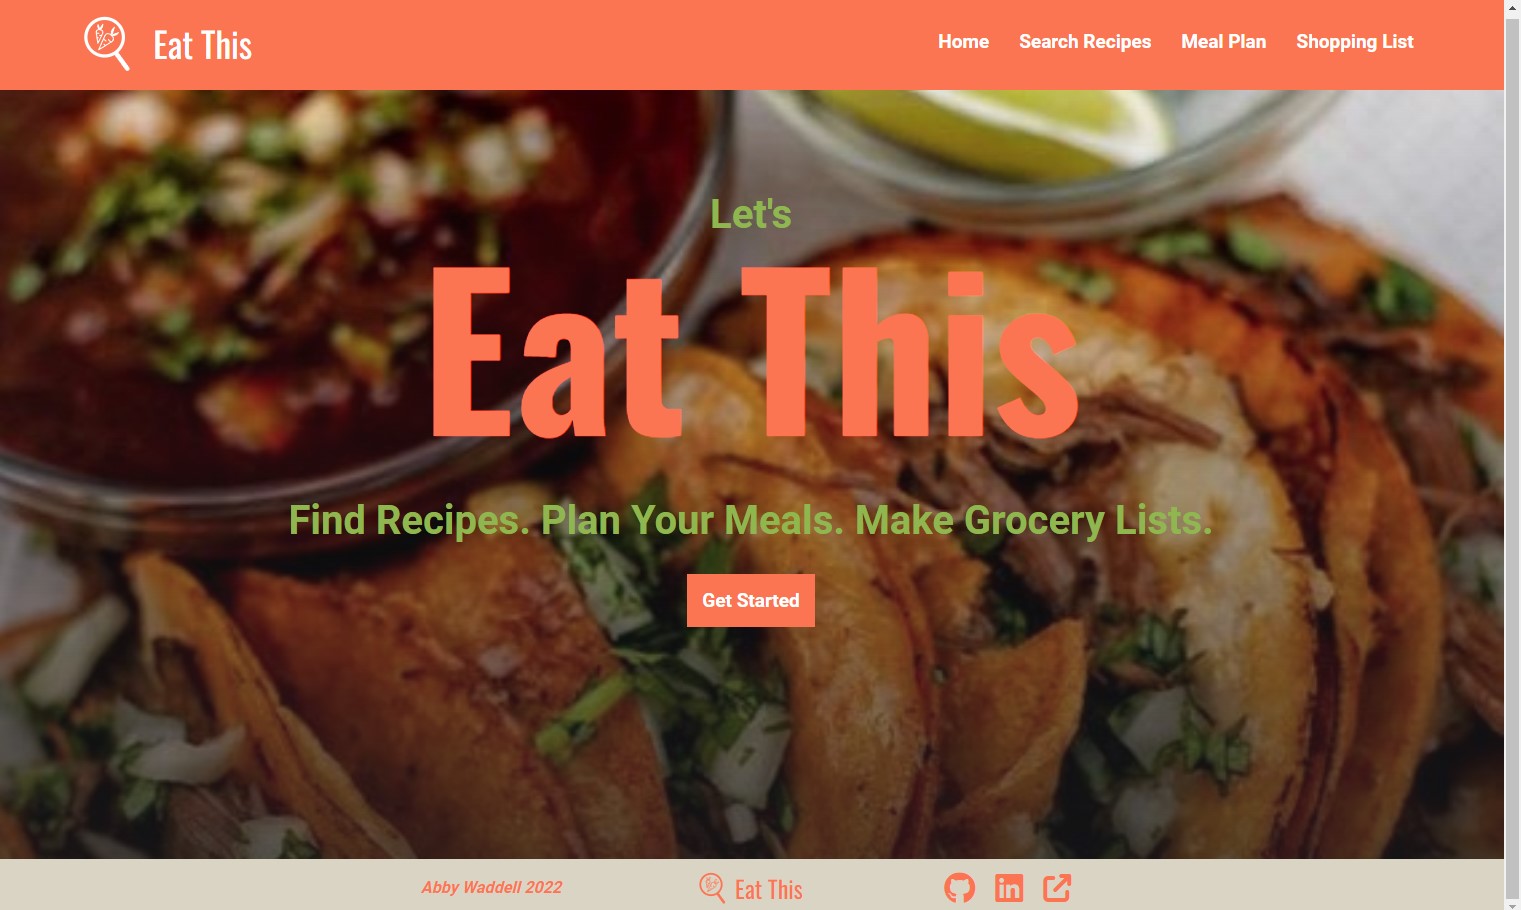 Eat This
Home Search Recipes Meal Plan Shopping List
Let's
Eat This
Find Recipes. Plan Your Meals. Make Grocery Lists.
Get Started
Abby Waddell 2022
Eat This
in